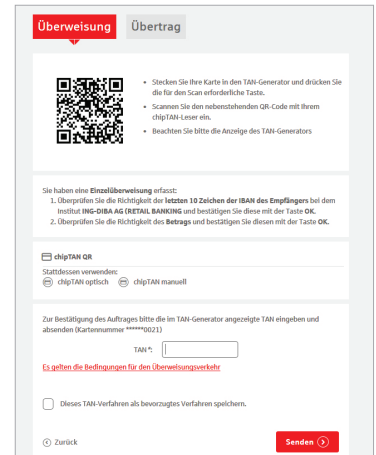 Überweisung Übertrag
• Stecken Sie Ihre Karte in den TAN-Generator und drücken Sie
die für den Scan erforderliche Taste.
• Scannen Sie den nebenstehenden QR-Code mit Ihrem
chipTAN-Leser ein.
• Beachten Sie bitte die Anzeige des TAN-Generators
Sie haben eine Einzelüberweisung erfasst:
1. Überprüfen Sie die Richtigkeit der letzten 10 Zeichen der IBAN des Empfängers bei dem
Institut ING-DIBA AG (RETAIL BANKING und bestätigen Sie diese mit der Taste OK.
2. Überprüfen Sie die Richtigkeit des Betrags und bestätigen Sie diesen mit der Taste OK.
chipTAN QR
Stattdessen verwenden:
chipTAN optisch chipTAN manuell
Zur Bestätigung des Auftrages bitte die im TAN-Generator angezeigte TAN eingeben und
absenden (Kartennummer ******0021)
TAN*:
Es gelten die Bedingungen für den Überweisungsverkehr
Dieses TAN-Verfahren als bevorzugtes Verfahren speichern.
Zurück Senden